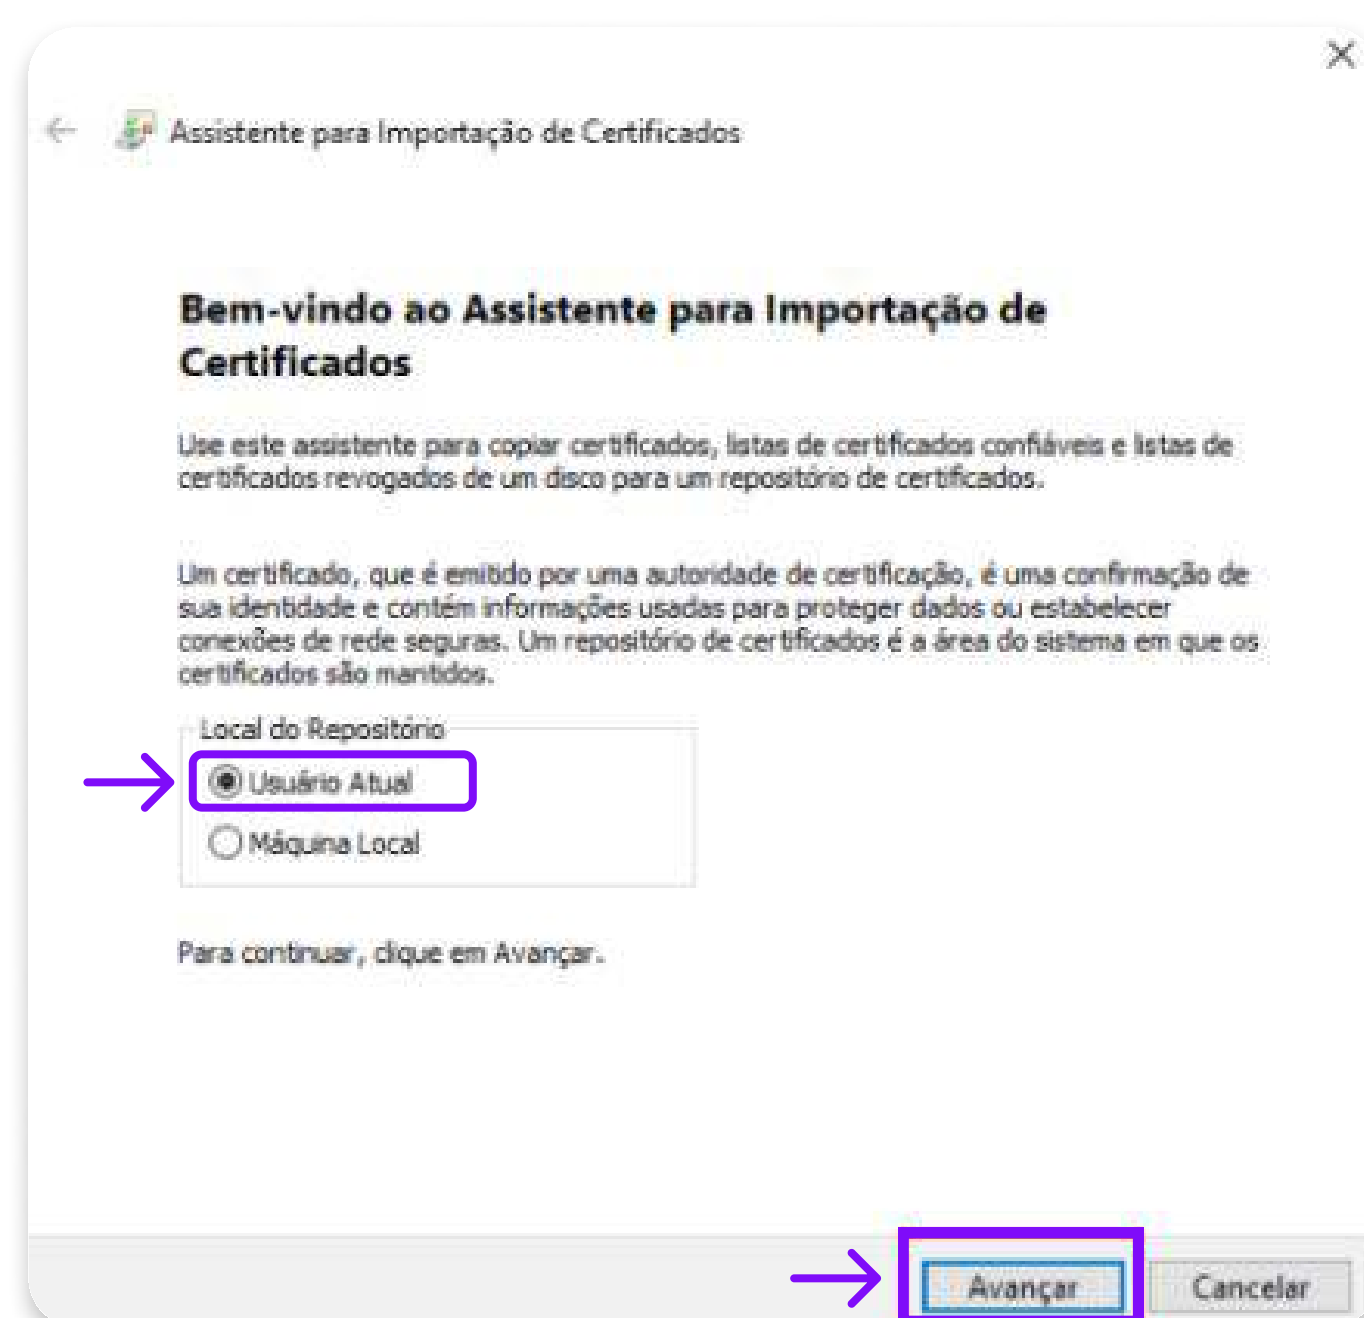 Assistente para Importação de Certificados
Bem-vindo ao Assistente para Importação de
Certificados
Use este assistente para copiar certificados, listas de certificados confiáveis e listas de
certificados revogados de um disco para um repositório de certificados.
Um certificado, que é emitido por uma autoridade de certificação, é uma confirmação de
sua identidade e contém informações usadas para proteger dados ou estabelecer
conexões de rede seguras. Um repositório de certificados é a área do sistema em que os
certificados são mantidos.
Local do Repositório
Usuário Atual
Máquina Local
Para continuar, clique em Avançar.
Avançar
Cancelar